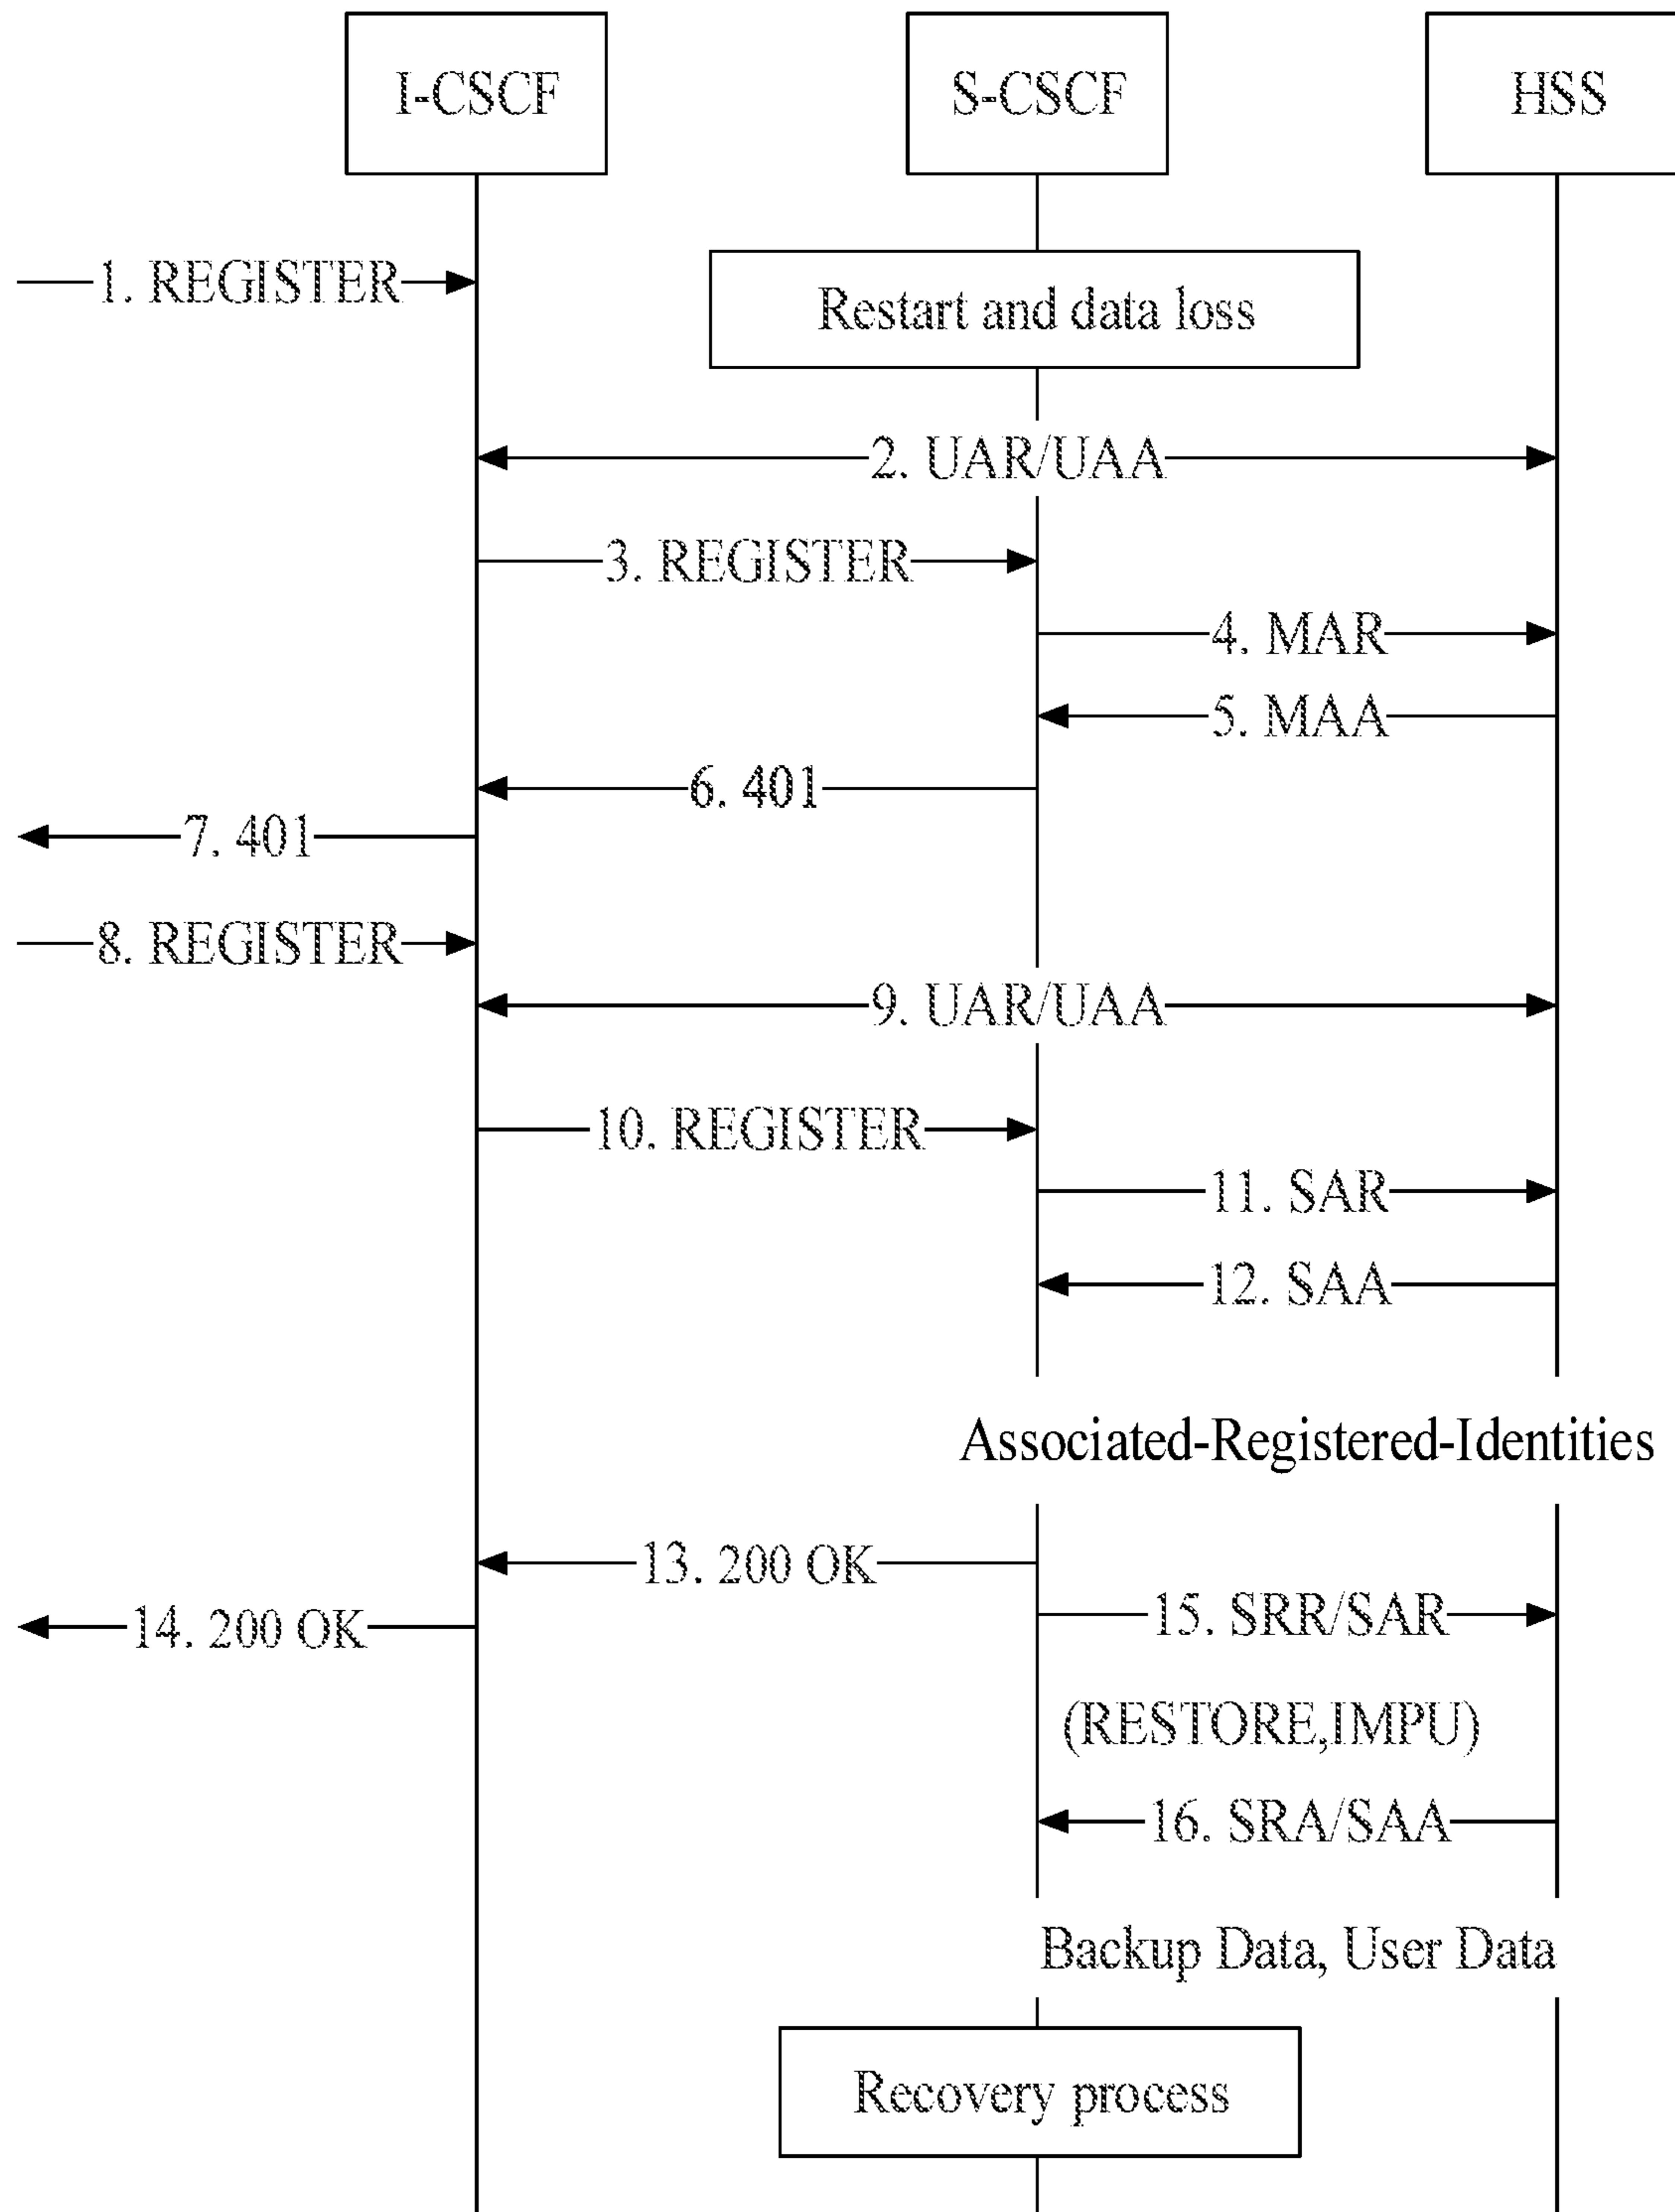 I-CSCF
S-CSCF
HSS
1. REGISTER
Restart and data loss
2. UAR/UAA
3. REGISTER
4. MAR
5. MAA
6. 401
7. 401
8. REGISTER
9. UAR/UAA
10. REGISTER
11. SAR
12. SAA
Associated-Registered-Identities
13. 200 OK
15. SRR/SAR
14. 200 OK
(RESTORE,IMPU)
16. SRA/SAA
Backup Data, User Data
Recovery process